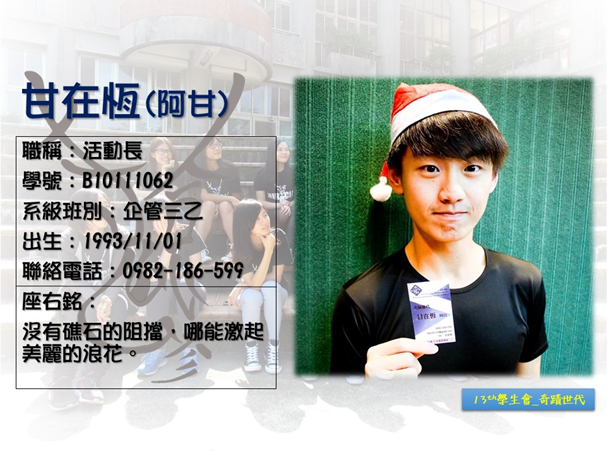 甘在恆(阿甘)
職稱：活動長
學號：B10111062
系級班別：企管三乙
出生：1993/11/01
聯絡電話：0982-186-599
座右銘：
沒有礁石的阻擋，哪能激起
美麗的浪花。
甘在恆
13th學生會_奇蹟世代